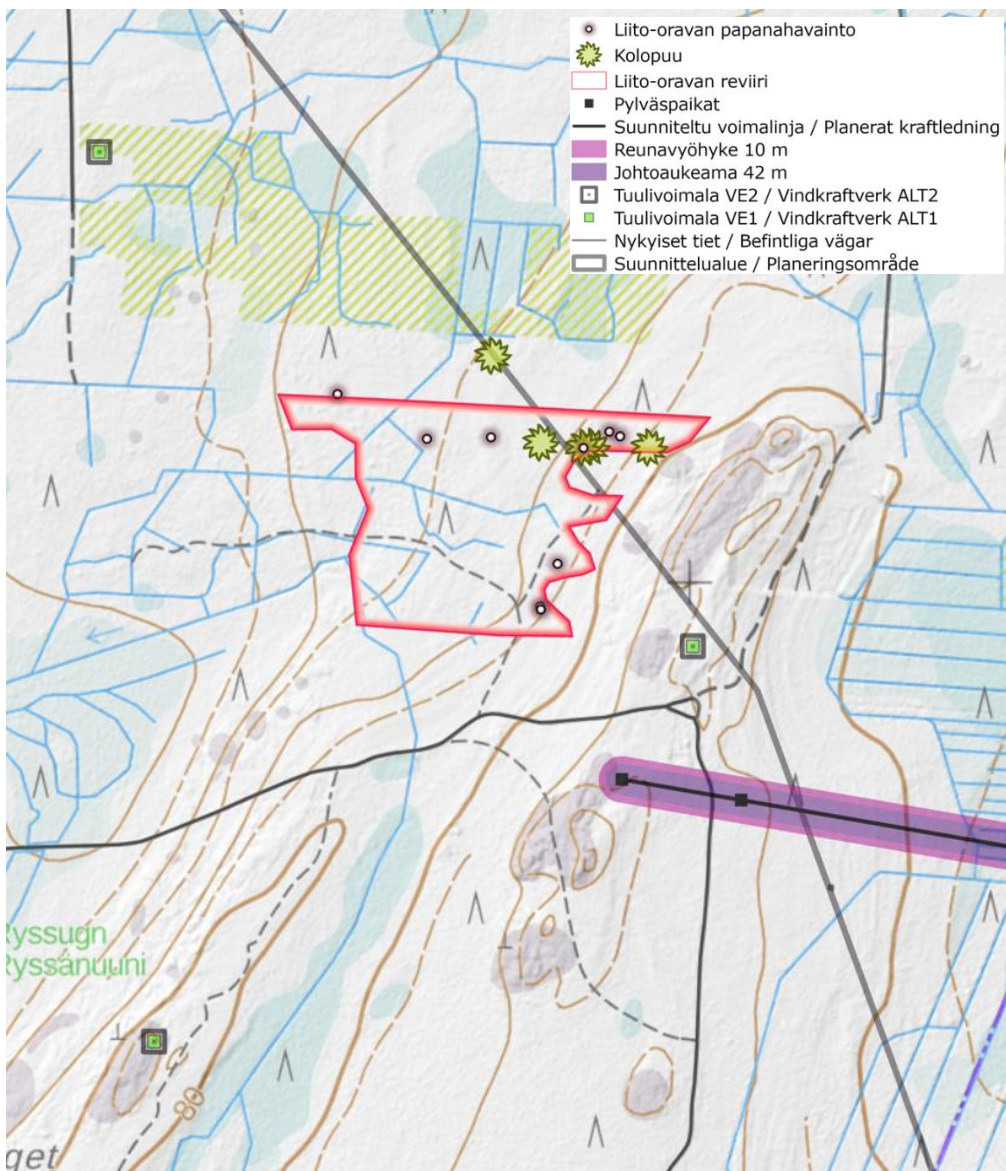 Liito-oravan papanahavainto
Kolopuu
Liito-oravan reviiri
Pylväspaikat
Suunniteltu voimalinja / Planerat kraftledning
Reunavyöhyke 10 m
Johtoaukeama 42 m
Tuulivoimala VE2 / Vindkraftverk ALT2
Tuulivoimala VE1 / Vindkraftverk ALT1
Nykyiset tiet / Befintliga vägar
Suunnittelualue / Planeringsområde
Ryssugn
Ryssänuuni
80
get